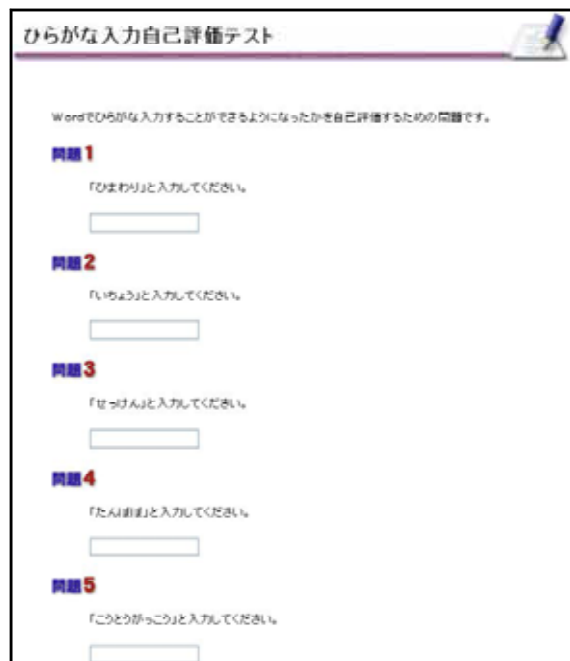 ひらがな入力自己評価テスト
Wordでひらがな入力することができるようになったかを自己評価するための問題です。
問題1
「ひまわり」と入力してください。
問題2
「いちょう」と入力してください。
問題3
「せっけん」と入力してください。
問題4
「たんぽぽ」と入力してください。
問題5
「こうとうがっこう」と入力してください。